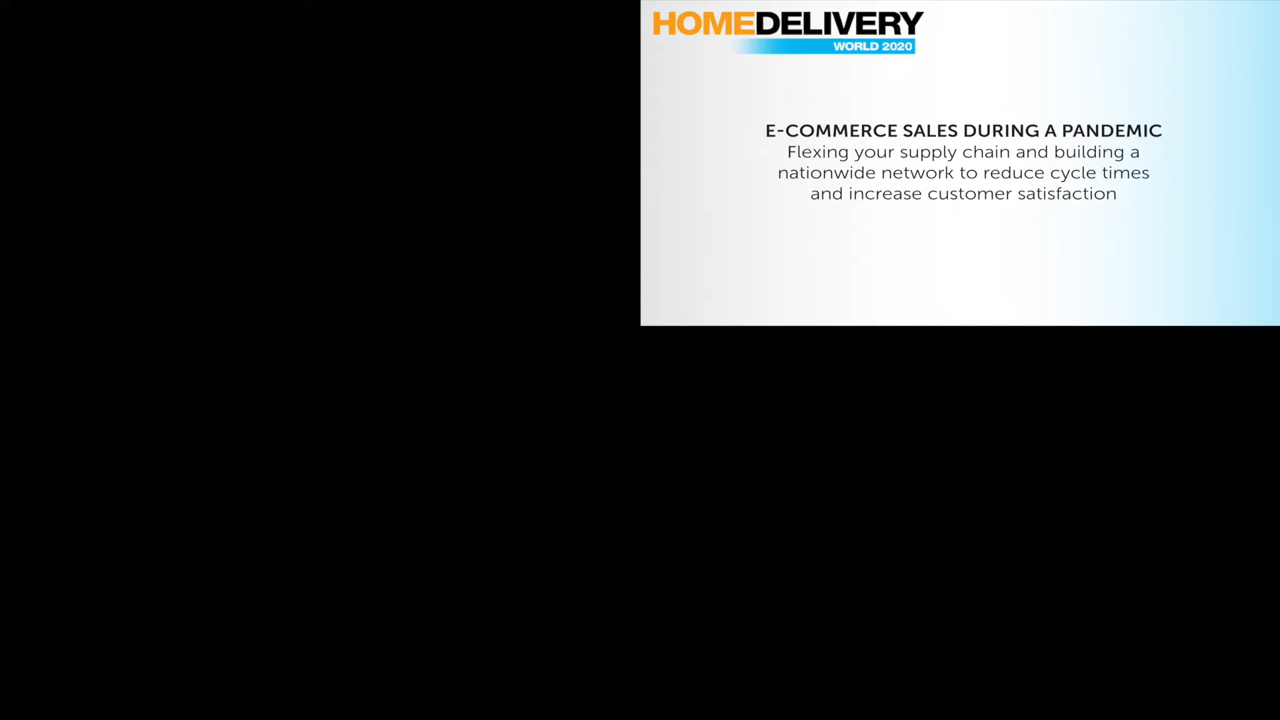 HOMEDELIVERY
WORLD 2020
E-COMMERCE SALES DURING A PANDEMIC
Flexing your supply chain and building a
nationwide network to reduce cycle times
and increase customer satisfaction